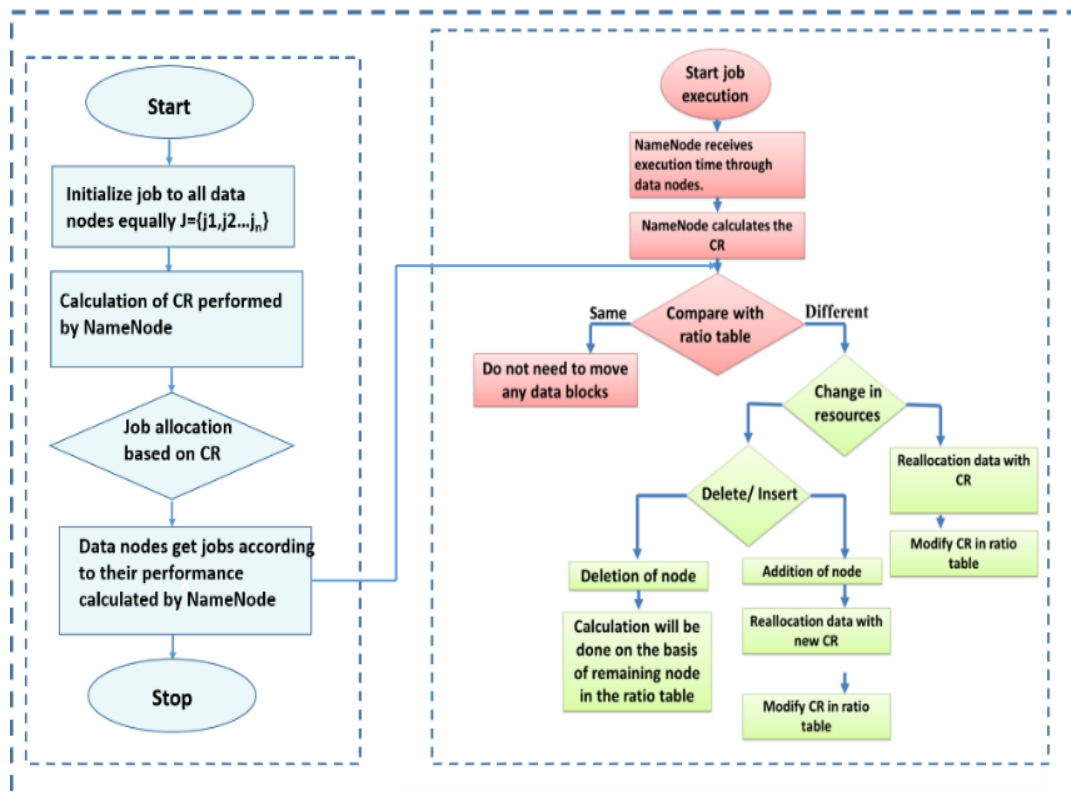 Start
Initialize job to all data
nodes equally J={j1,j2...jn}
Calculation of CR performed
by NameNode
Job allocation
based on CR
Data nodes get jobs according
to their performance
calculated by NameNode
Stop
Start job
execution
NameNode receives
execution time through
data nodes.
NameNode calculates the
CR
Compare with
ratio table
Same
Different
Do not need to move
any data blocks
Change in
resources
Delete/ Insert
Reallocation data with
CR
Modify CR in ratio
table
Deletion of node
Calculation will be
done on the basis
of remaining node
in the ratio table
Addition of node
Reallocation data with
new CR
Modify CR in ratio
table